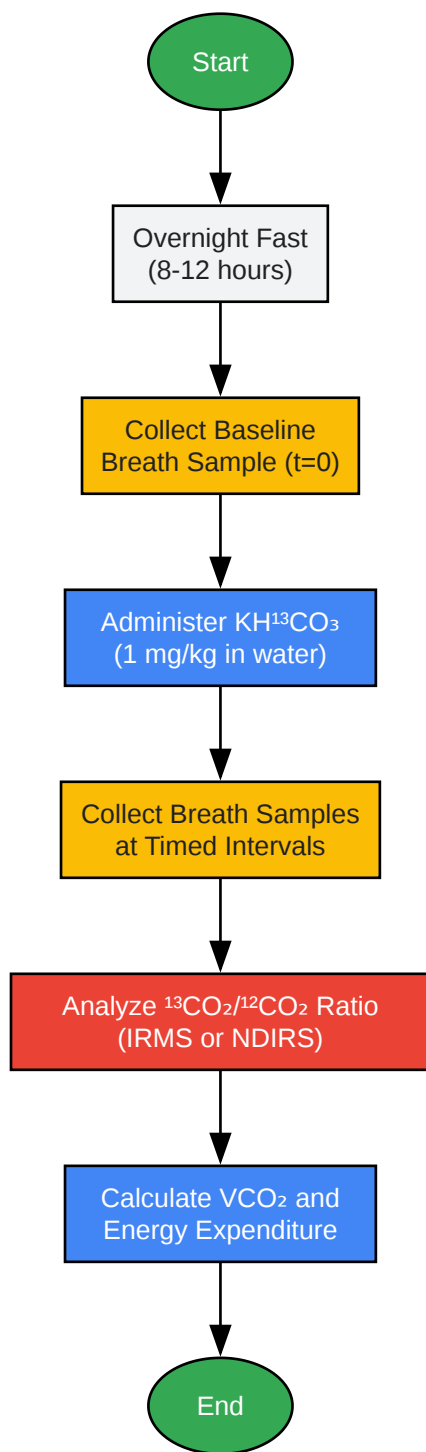 Start
Overnight Fast
(8-12 hours)
Collect Baseline
Breath Sample (t=0)
Administer KH¹³CO₃
(1 mg/kg in water)
Collect Breath Samples
at Timed Intervals
Analyze ¹³CO₂/¹²CO₂ Ratio
(IRMS or NDIRS)
Calculate VCO₂ and
Energy Expenditure
End